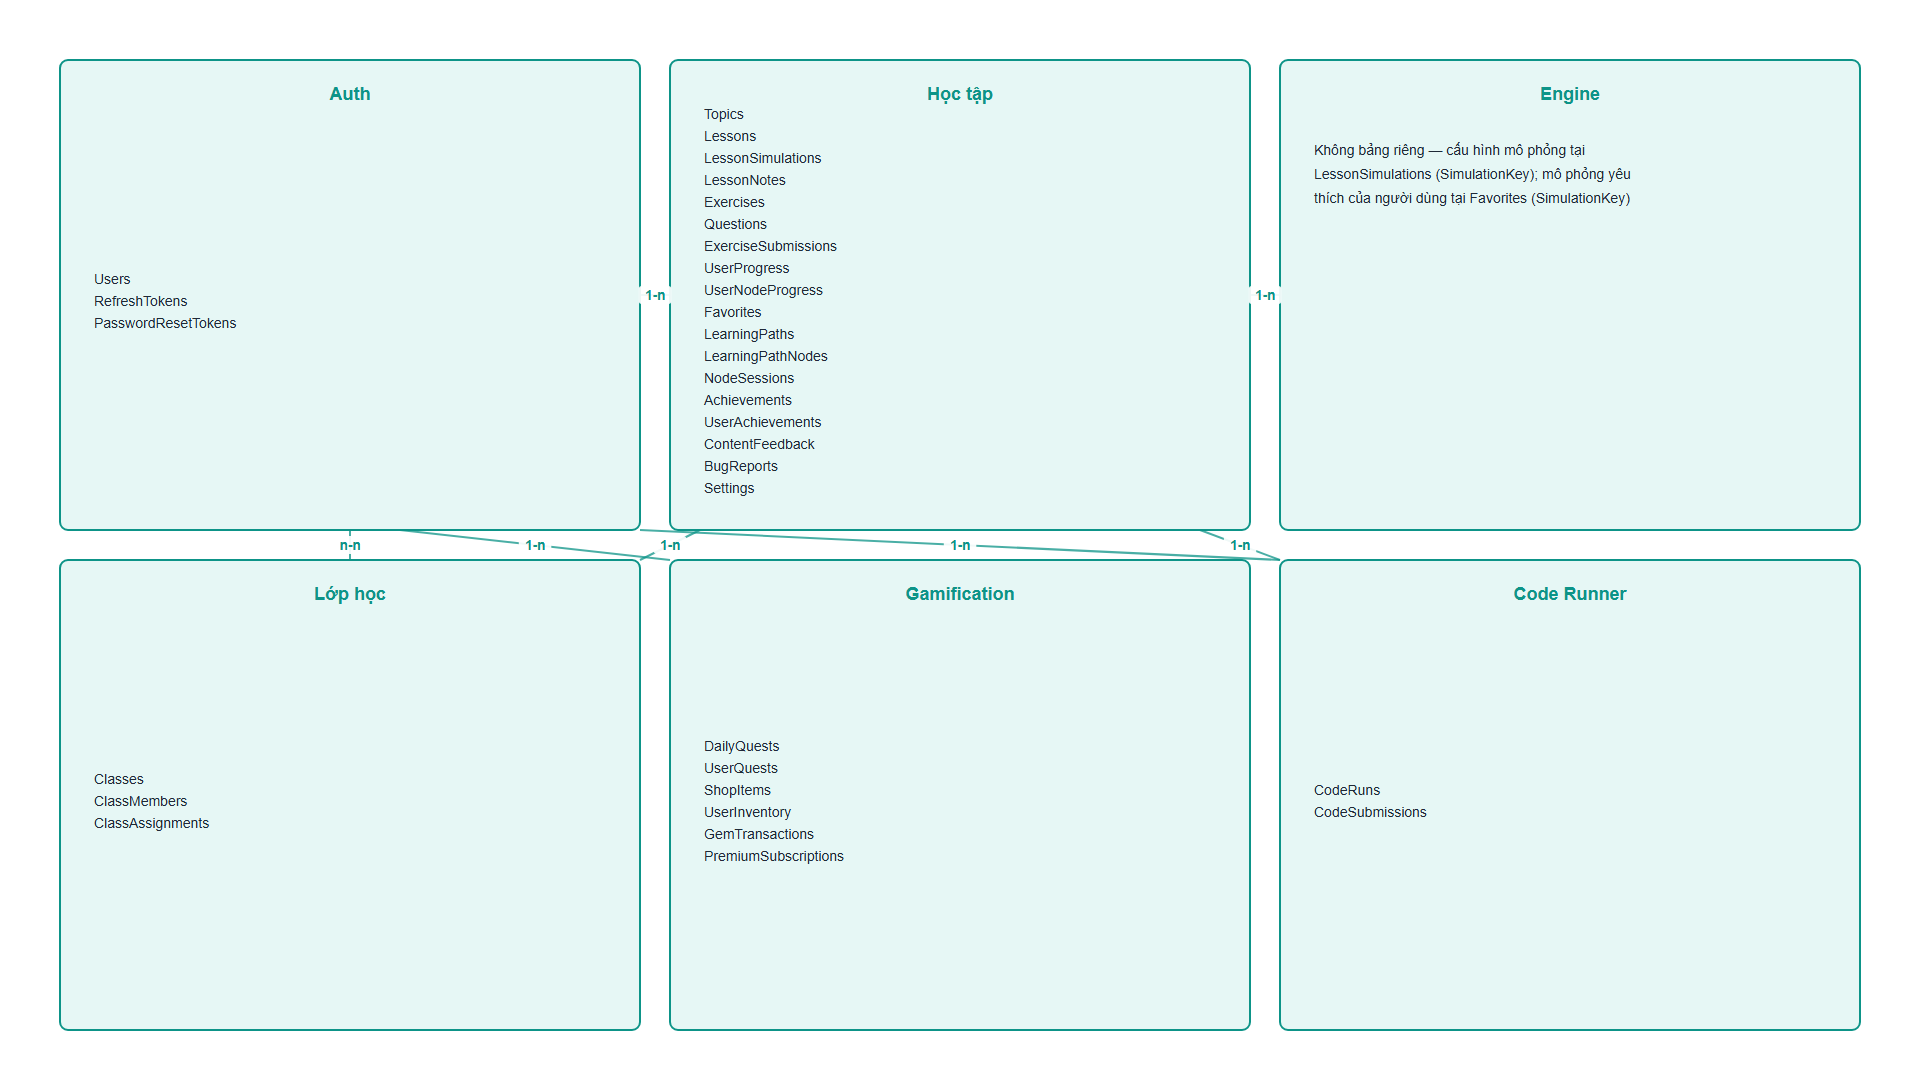 Auth
Users
RefreshTokens
PasswordResetTokens
1-n
Học tập
Topics
Lessons
LessonSimulations
LessonNotes
Exercises
Questions
ExerciseSubmissions
UserProgress
UserNodeProgress
Favorites
LearningPaths
LearningPathNodes
NodeSessions
Achievements
UserAchievements
ContentFeedback
BugReports
Settings
1-n
Engine
Không bảng riêng — cấu hình mô phỏng tại
LessonSimulations (SimulationKey); mô phỏng yêu
thích của người dùng tại Favorites (SimulationKey)
n-n
1-n
1-n
1-n
1-n
Lớp học
Classes
ClassMembers
ClassAssignments
Gamification
DailyQuests
UserQuests
ShopItems
UserInventory
GemTransactions
PremiumSubscriptions
Code Runner
CodeRuns
CodeSubmissions